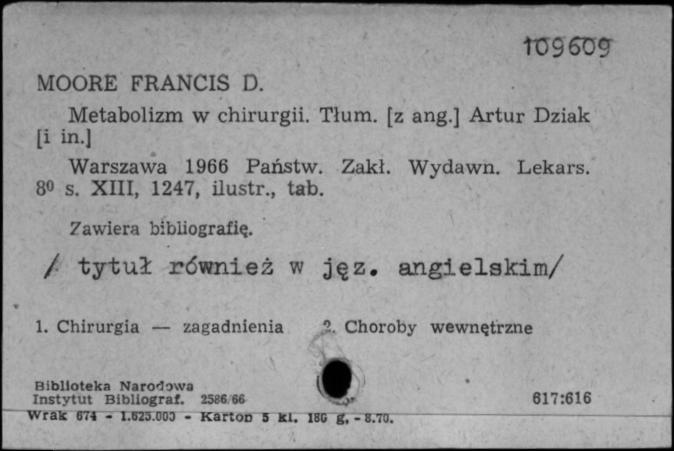 109609
MOORE FRANCIS D.
Metabolizm w chirurgii. Tłum. [z ang.] Artur Dziak
[i in.]
Warszawa 1966 Państw. Zakł. Wydawn. Lekars.
8⁰ s. XIII, 1247, ilustr., tab.
Zawiera bibliografię.
/ tytuł również w jęz. angielskim/
1. Chirurgia — zagadnienia 2. Choroby wewnętrzne
Biblioteka Narodowa
Instytut Bibliograf. 2586/66 617:616
Wrak 674 - 1.625.000 - Karton 5 kl. 180 g. - 8.70.